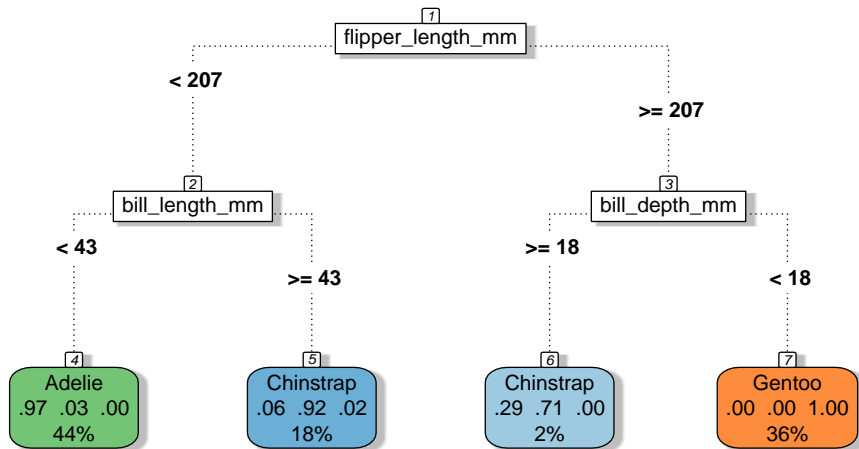 1
flipper_length_mm
< 207
>= 207
2
bill_length_mm
3
bill_depth_mm
< 43
>= 43
>= 18
< 18
4
Adelie
.97 .03 .00
44%
5
Chinstrap
.06 .92 .02
18%
6
Chinstrap
.29 .71 .00
2%
7
Gentoo
.00 .00 1.00
36%